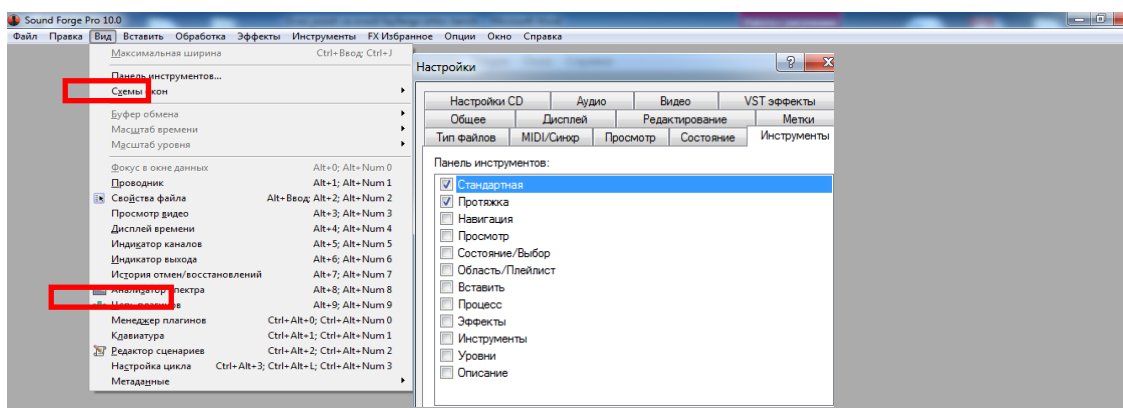 Sound Forge Pro 10.0
Файл Правка Вид Вставить Обработка Эффекты Инструменты FX Избранное Опции Окно Справка
Максимальная ширина Ctrl+Ввод; Ctrl+J
Панель инструментов...
Схемы окон
Буфер обмена
Масштаб времени
Масштаб уровня
Фокус в окне данных Alt+0; Alt+Num 0
Проводник Alt+1; Alt+Num 1
Свойства файла Alt+Ввод; Alt+2; Alt+Num 2
Просмотр видео Alt+3; Alt+Num 3
Дисплей времени Alt+4; Alt+Num 4
Индикатор каналов Alt+5; Alt+Num 5
Индикатор выхода Alt+6; Alt+Num 6
История отмен/восстановлений Alt+7; Alt+Num 7
Анализатор спектра Alt+8; Alt+Num 8
Цепь плагинов Alt+9; Alt+Num 9
Менеджер плагинов Ctrl+Alt+0; Ctrl+Alt+Num 0
Клавиатура Ctrl+Alt+1; Ctrl+Alt+Num 1
Редактор сценариев Ctrl+Alt+2; Ctrl+Alt+Num 2
Настройка цикла Ctrl+Alt+3; Ctrl+Alt+L; Ctrl+Alt+Num 3
Метаданные
Настройки
Настройки CD Аудио Видео VST эффекты
Общее Дисплей Редактирование Метки
Тип файлов MIDI/Синхр Просмотр Состояние Инструменты
Панель инструментов:
Стандартная
Протяжка
Навигация
Просмотр
Состояние/Выбор
Область/Плейлист
Вставить
Процесс
Эффекты
Инструменты
Уровни
Описание